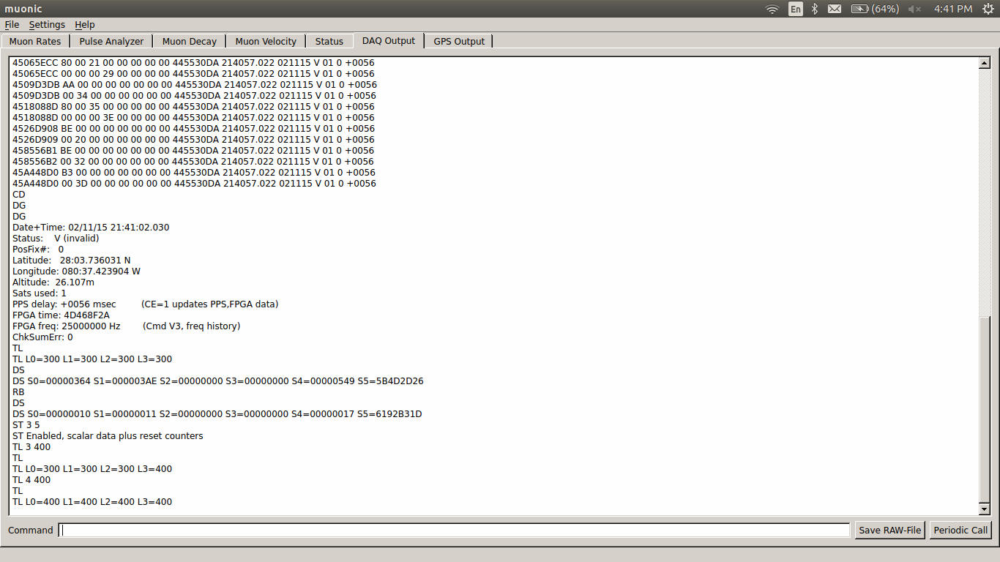 muonic
En (64%) 4:41 PM
File Settings Help
Muon Rates Pulse Analyzer Muon Decay Muon Velocity Status DAQ Output GPS Output
45065ECC 80 00 21 00 00 00 00 00 445530DA 214057.022 021115 V 01 0 +0056
45065ECC 00 00 00 29 00 00 00 00 445530DA 214057.022 021115 V 01 0 +0056
4509D3DB AA 00 00 00 00 00 00 00 445530DA 214057.022 021115 V 01 0 +0056
4509D3DB 00 34 00 00 00 00 00 00 445530DA 214057.022 021115 V 01 0 +0056
4518088D 80 00 35 00 00 00 00 00 445530DA 214057.022 021115 V 01 0 +0056
4518088D 00 00 00 3E 00 00 00 00 445530DA 214057.022 021115 V 01 0 +0056
4526D908 BE 00 00 00 00 00 00 00 445530DA 214057.022 021115 V 01 0 +0056
4526D909 00 20 00 00 00 00 00 00 445530DA 214057.022 021115 V 01 0 +0056
458556B1 BE 00 00 00 00 00 00 00 445530DA 214057.022 021115 V 01 0 +0056
458556B2 00 32 00 00 00 00 00 00 445530DA 214057.022 021115 V 01 0 +0056
45A448D0 B3 00 00 00 00 00 00 00 445530DA 214057.022 021115 V 01 0 +0056
45A448D0 00 3D 00 00 00 00 00 00 445530DA 214057.022 021115 V 01 0 +0056
CD
DG
DG
Date+Time: 02/11/15 21:41:02.030
Status: V (invalid)
PosFix#: 0
Latitude: 28:03.736031 N
Longitude: 080:37.423904 W
Altitude: 26.107m
Sats used: 1
PPS delay: +0056 msec (CE=1 updates PPS,FPGA data)
FPGA time: 4D468F2A
FPGA freq: 25000000 Hz (Cmd V3, freq history)
ChkSumErr: 0
TL
TL L0=300 L1=300 L2=300 L3=300
DS
DS S0=00000364 S1=000003AE S2=00000000 S3=00000000 S4=00000549 S5=5B4D2D26
RB
DS
DS S0=00000010 S1=00000011 S2=00000000 S3=00000000 S4=00000017 S5=6192B31D
ST 3 5
ST Enabled, scalar data plus reset counters
TL 3 400
TL
TL L0=300 L1=300 L2=300 L3=400
TL 4 400
TL
TL L0=400 L1=400 L2=400 L3=400
Command Save RAW-File Periodic Call